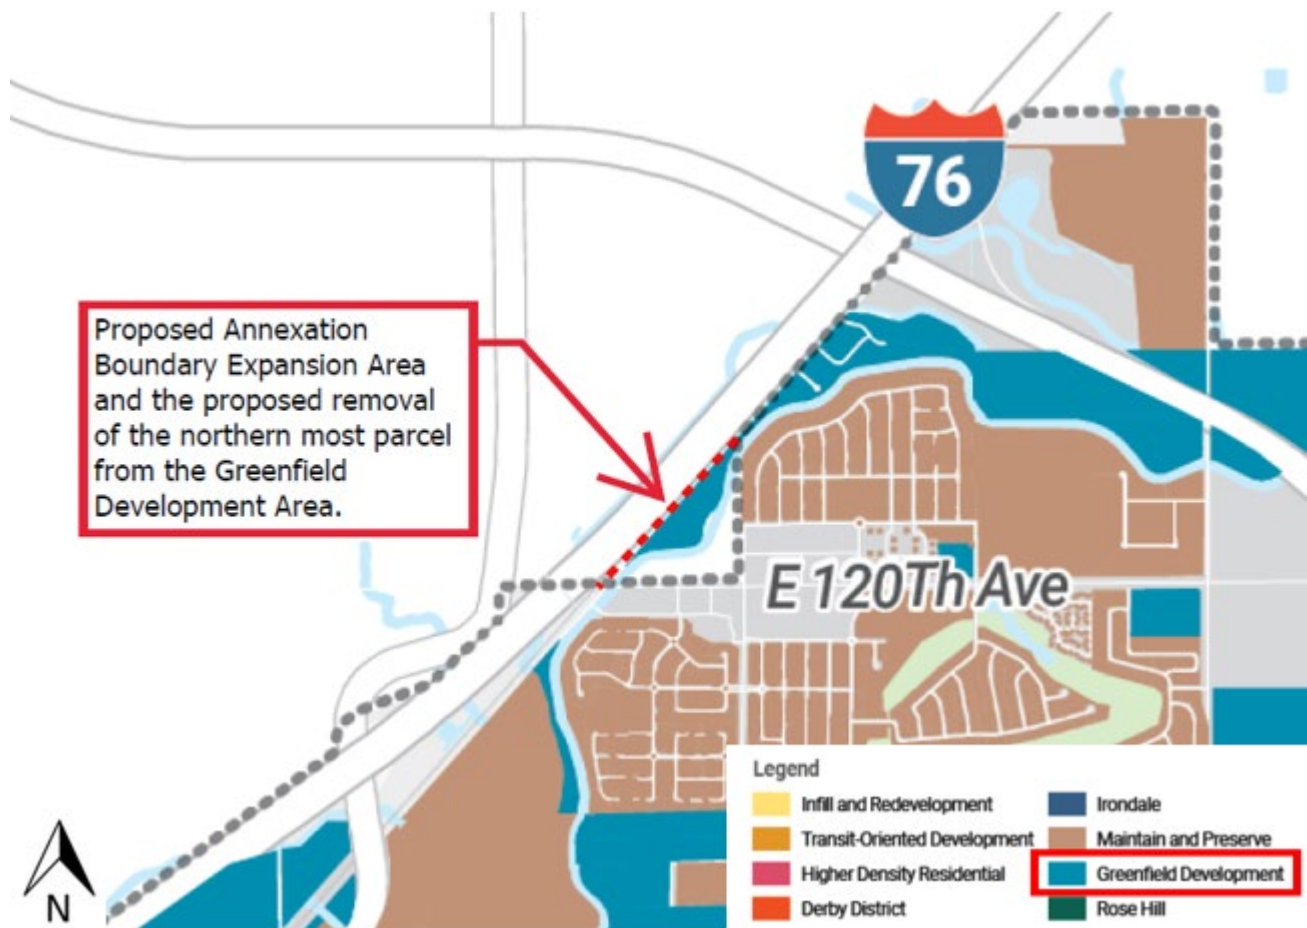 76
Proposed Annexation
Boundary Expansion Area
and the proposed removal
of the northern most parcel
from the Greenfield
Development Area.
E 120Th Ave
Legend
Infill and Redevelopment
Transit-Oriented Development
Higher Density Residential
Derby District
Irondale
Maintain and Preserve
Greenfield Development
Rose Hill
N